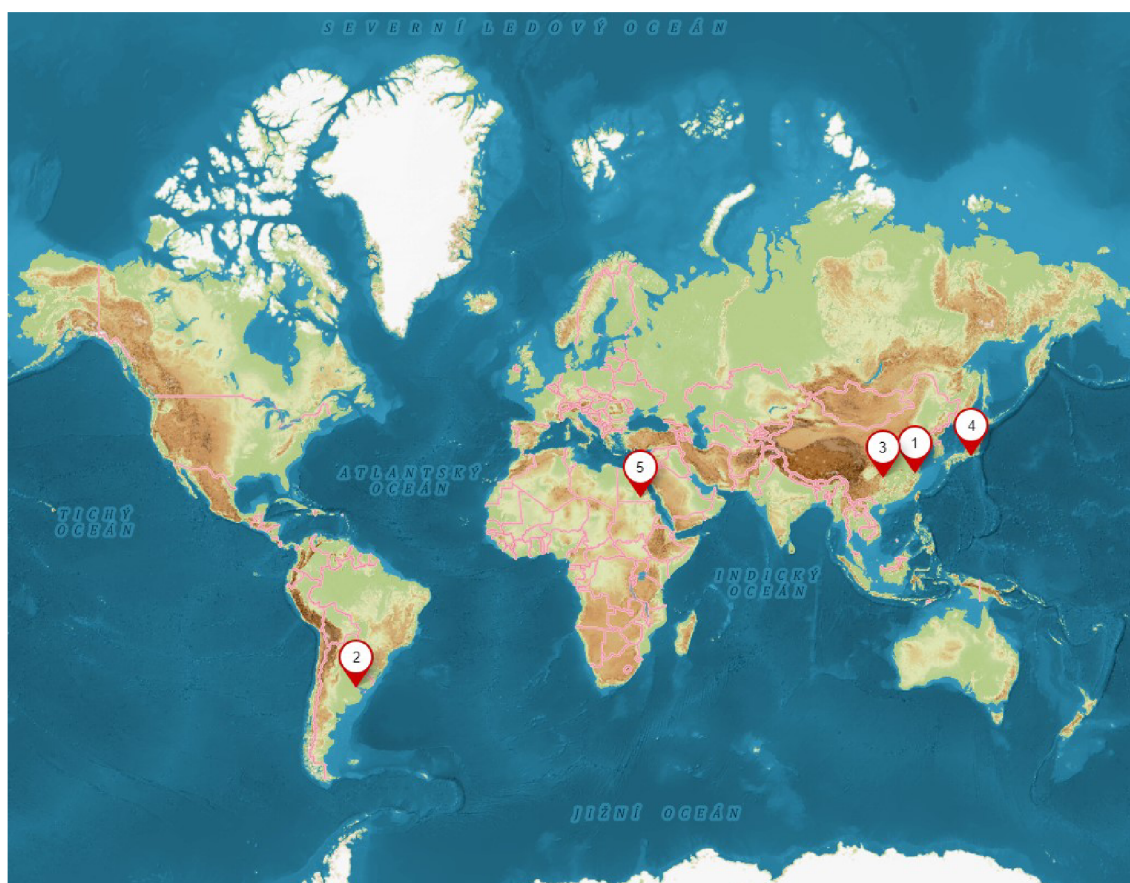 SEVERNÍ LEDOVÝ OCEÁN
ATLANTSKÝ
OCEÁN
TICHÝ
OCEÁN
INDICKÝ
OCEÁN
JIŽNÍ OCEÁN
4
1
3
5
2